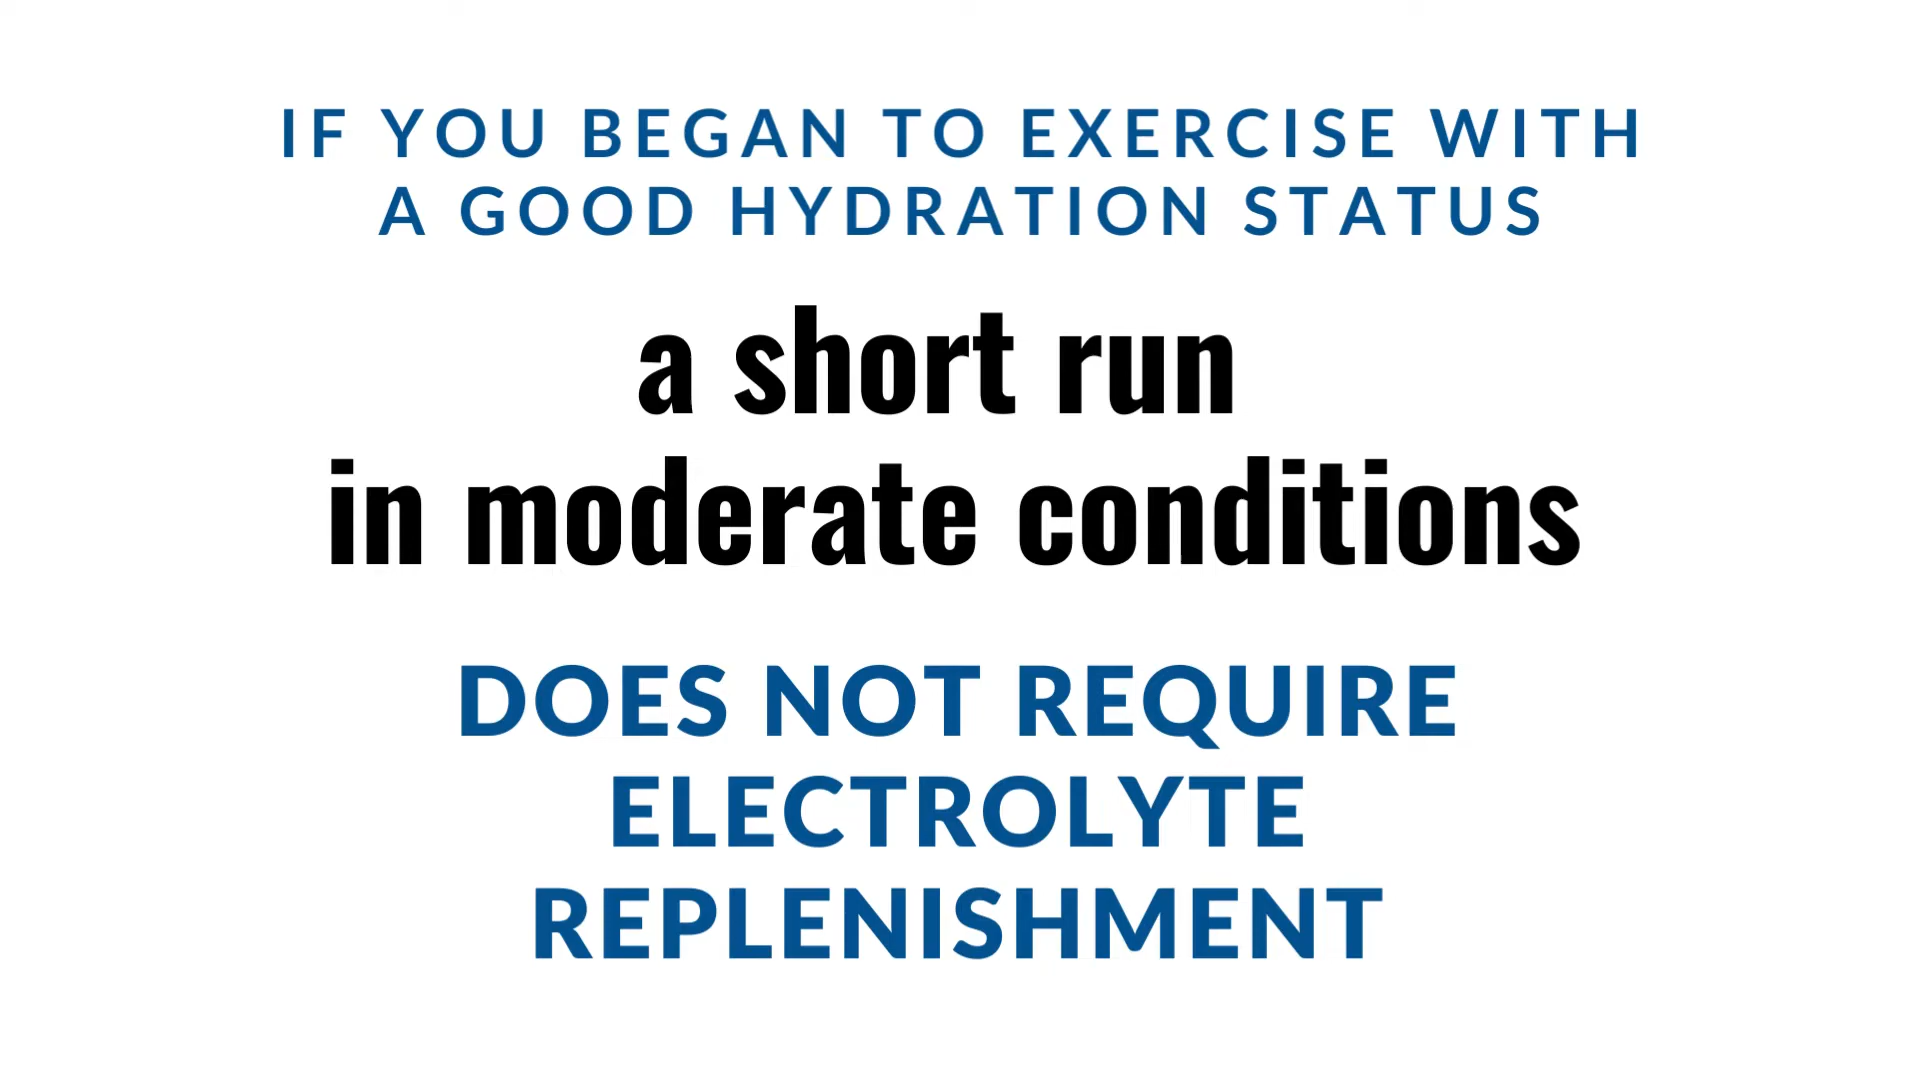 IF YOU BEGAN TO EXERCISE WITH
A GOOD HYDRATION STATUS
a short run
in moderate conditions
DOES NOT REQUIRE
ELECTROLYTE
REPLENISHMENT